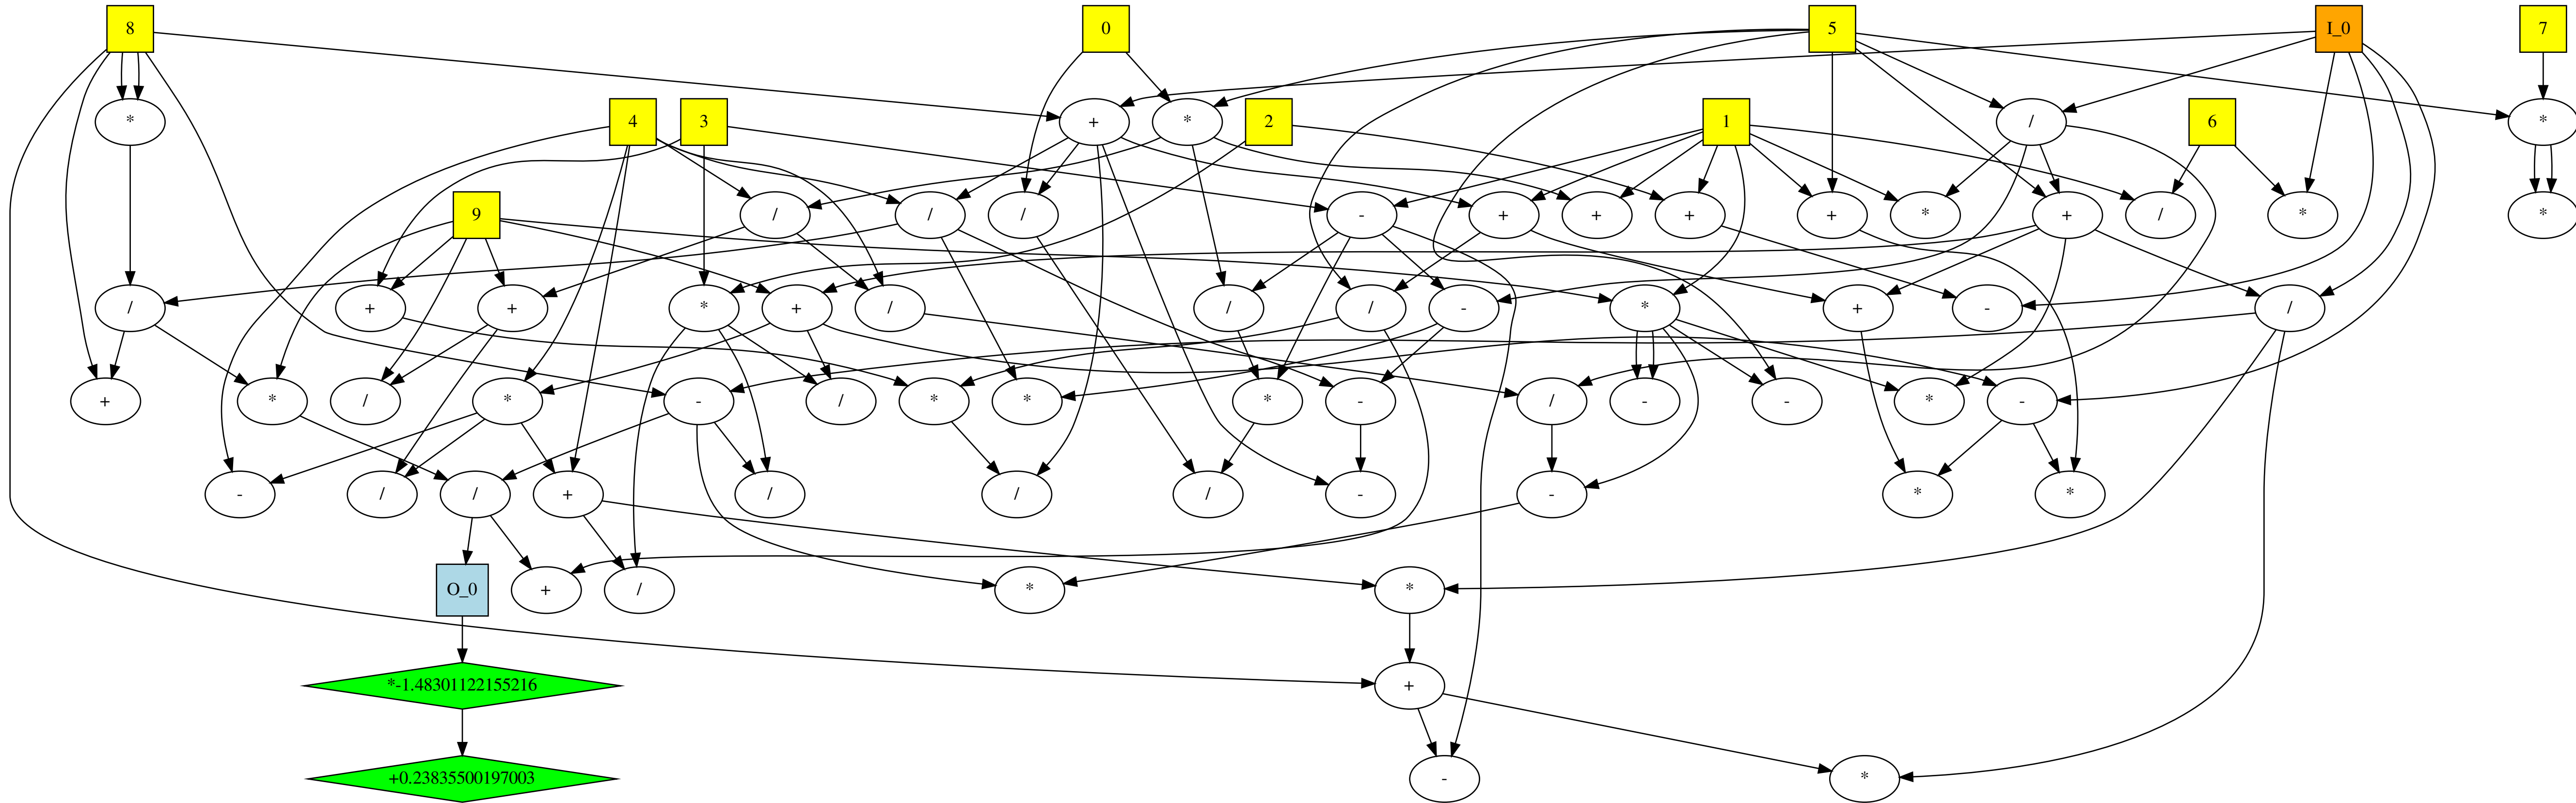 8 0 5 I_0 7
* 4 3 + * 2 1 / 6 *
9 / / / - + + + + * + / * *
/ + + * + / / / - * + - /
+ * / * - / * * * - / - - * -
- / / + / / / - - * *
O_0 + / * *
*-1.48301122155216 +
+0.23835500197003 - *